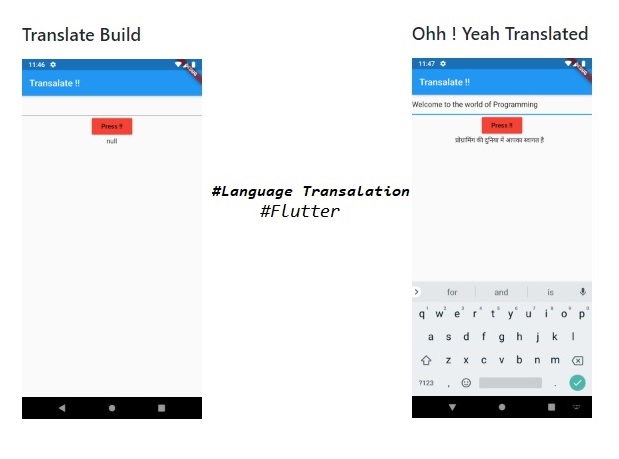 Translate Build
11:46
Transalate !!
Press !!
null
#Language Transalation
#Flutter
Ohh ! Yeah Translated
11:47
Transalate !!
Welcome to the world of Programming
Press !!
प्रोग्रामिंग की दुनिया में आपका स्वागत है
for and is
q w e r t y u i o p
a s d f g h j k l
z x c v b n m
?123 , .